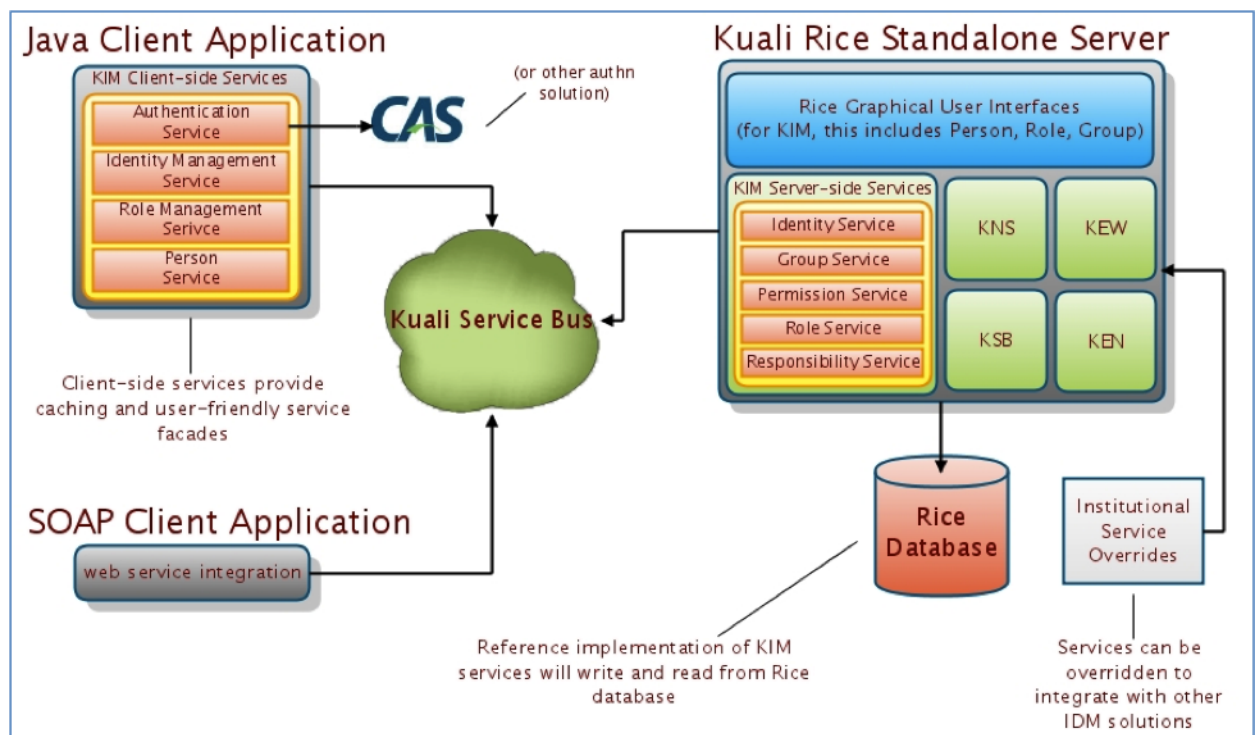 Java Client Application
KIM Client-side Services
Authentication
Service
Identity Management
Service
Role Management
Serivce
Person
Service
CAS
(or other authn
solution)
Client-side services provide
caching and user-friendly service
facades
SOAP Client Application
web service integration
Kuali Service Bus
Kuali Rice Standalone Server
Rice Graphical User Interfaces
(for KIM, this includes Person, Role, Group)
KIM Server-side Services
Identity Service
Group Service
Permission Service
Role Service
Responsibility Service
KNS
KEW
KSB
KEN
Rice
Database
Institutional
Service
Overrides
Reference implementation of KIM
services will write and read from Rice
database
Services can be
overridden to
integrate with other
IDM solutions